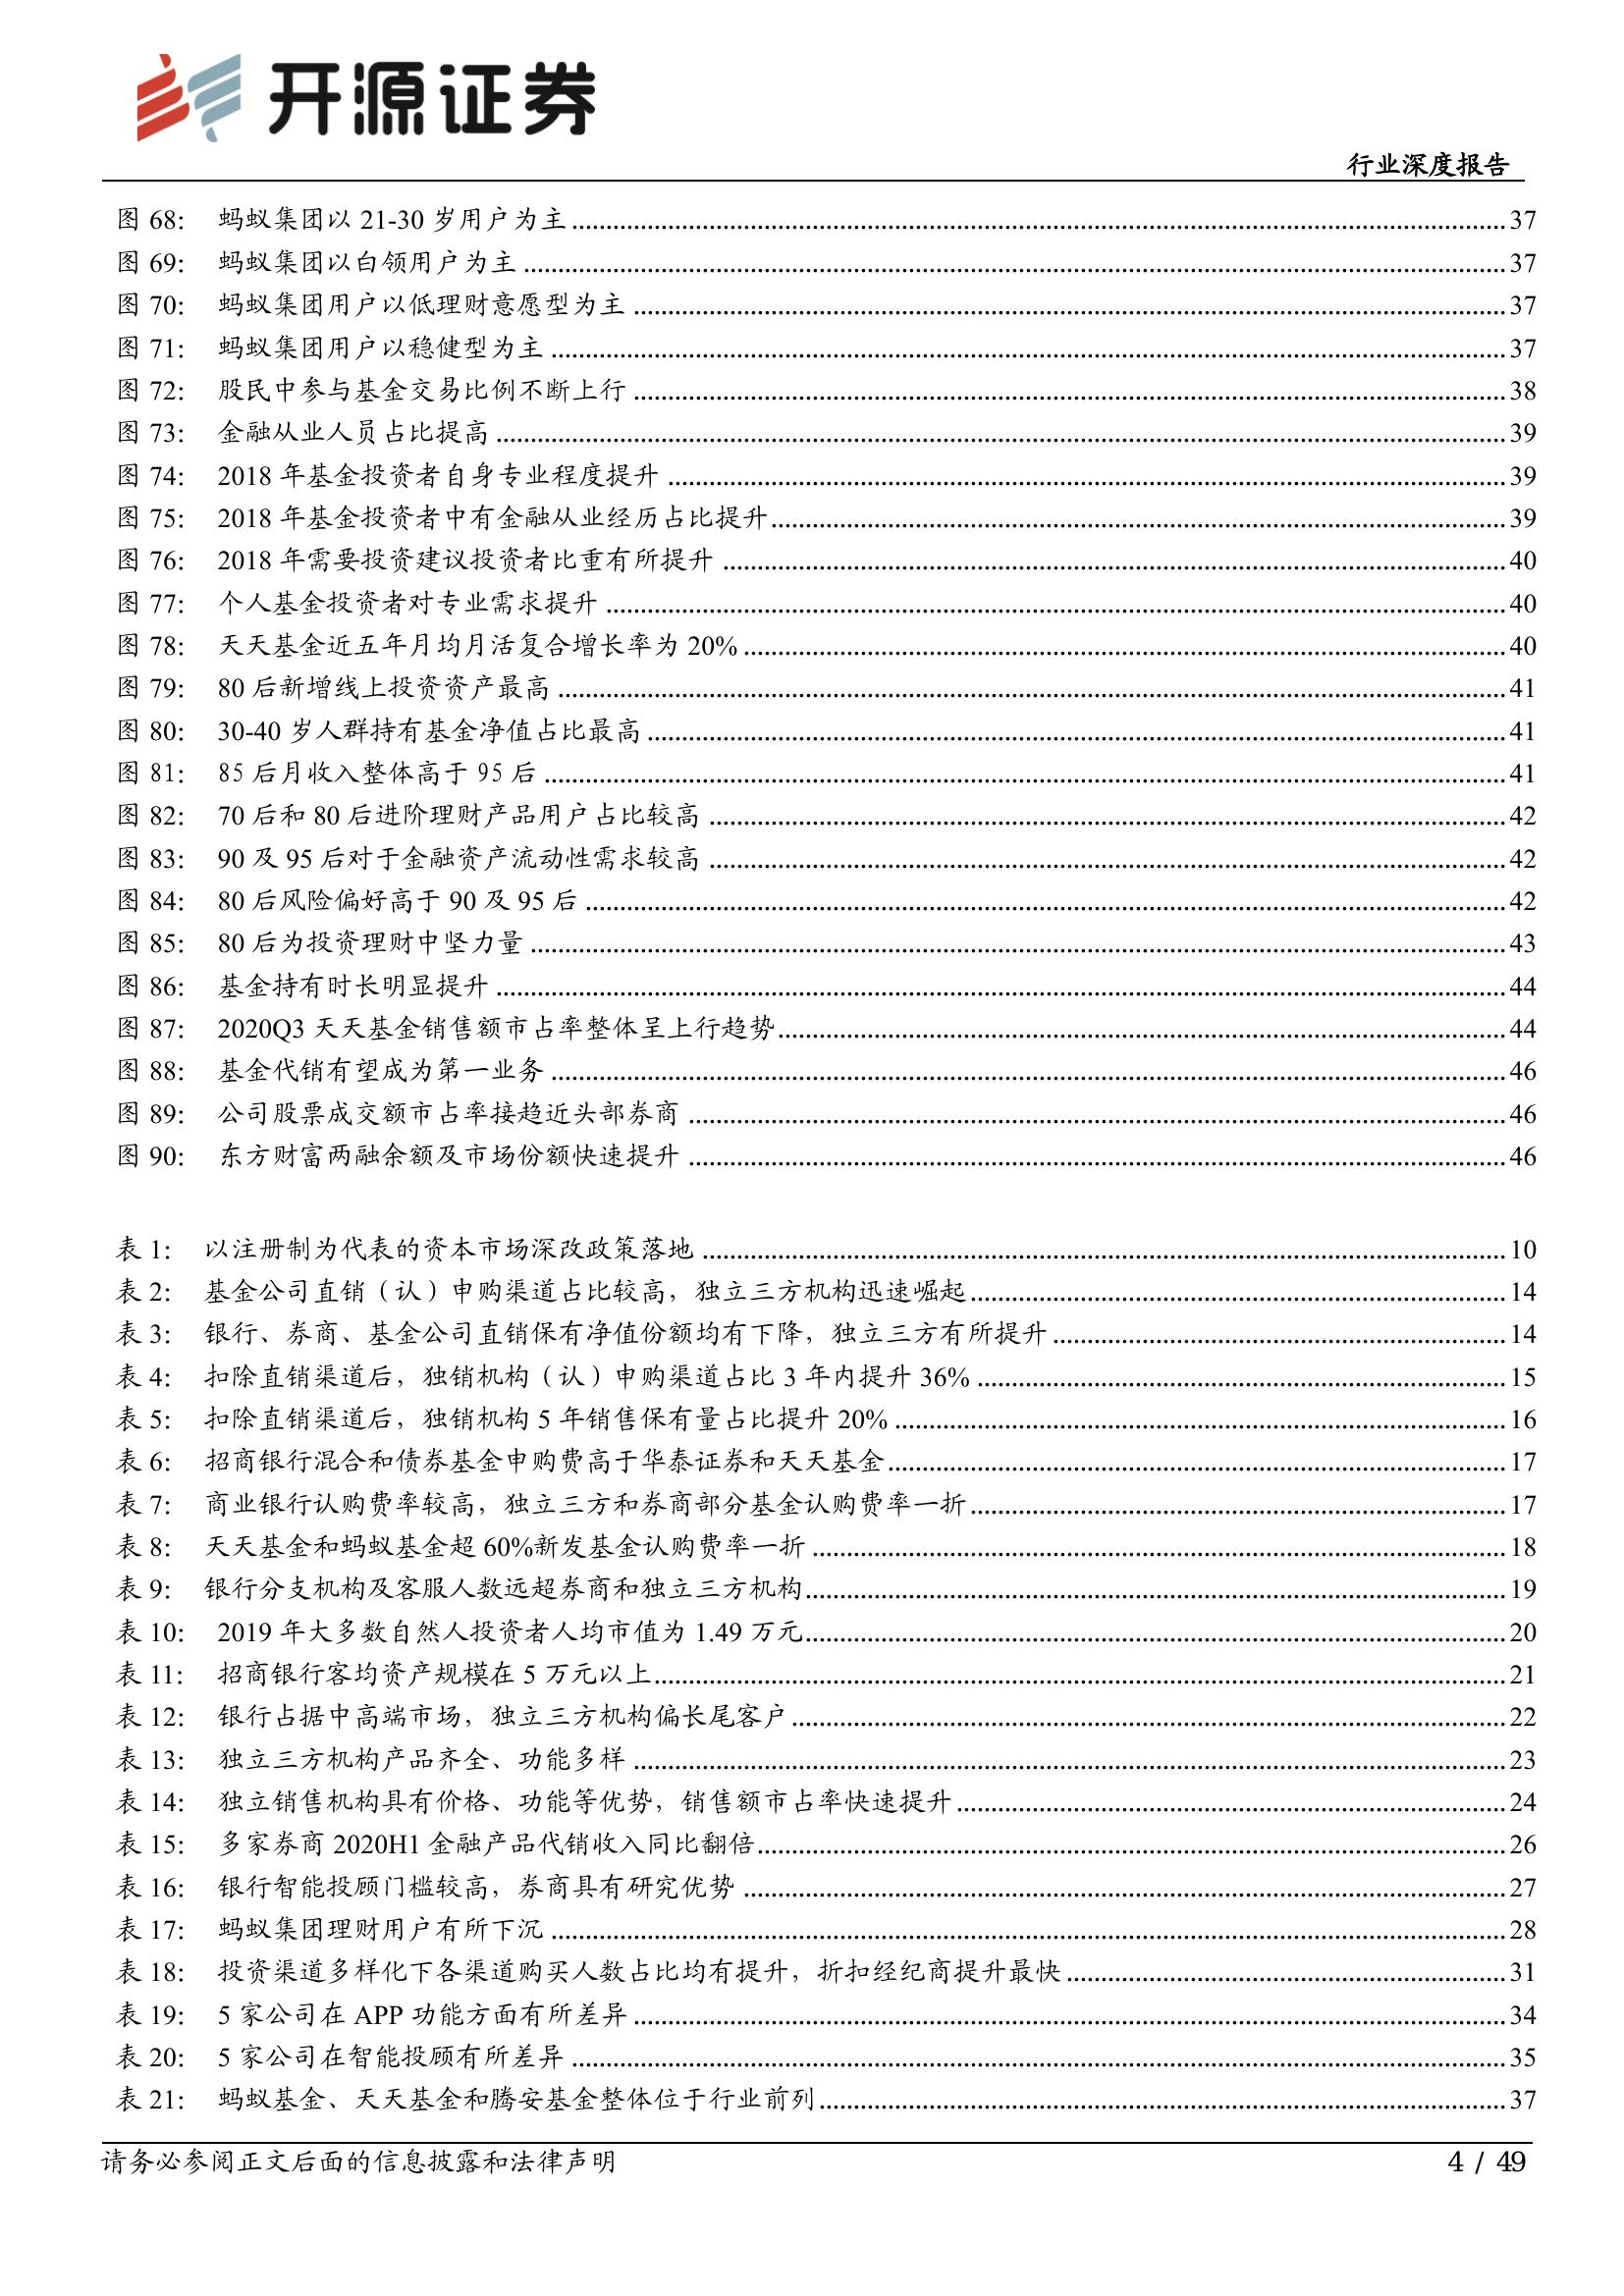 开源证券
行业深度报告
图 68： 蚂蚁集团以 21-30 岁用户为主 37
图 69： 蚂蚁集团以白领用户为主 37
图 70： 蚂蚁集团用户以低理财意愿型为主 37
图 71： 蚂蚁集团用户以稳健型为主 37
图 72： 股民中参与基金交易比例不断上行 38
图 73： 金融从业人员占比提高 39
图 74： 2018 年基金投资者自身专业程度提升 39
图 75： 2018 年基金投资者中有金融从业经历占比提升 39
图 76： 2018 年需要投资建议投资者比重有所提升 40
图 77： 个人基金投资者对专业需求提升 40
图 78： 天天基金近五年月均月活复合增长率为 20% 40
图 79： 80 后新增线上投资资产最高 41
图 80： 30-40 岁人群持有基金净值占比最高 41
图 81： 85 后月收入整体高于 95 后 41
图 82： 70 后和 80 后进阶理财产品用户占比较高 42
图 83： 90 及 95 后对于金融资产流动性需求较高 42
图 84： 80 后风险偏好高于 90 及 95 后 42
图 85： 80 后为投资理财中坚力量 43
图 86： 基金持有时长明显提升 44
图 87： 2020Q3 天天基金销售额市占率整体呈上行趋势 44
图 88： 基金代销有望成为第一业务 46
图 89： 公司股票成交额市占率接趋近头部券商 46
图 90： 东方财富两融余额及市场份额快速提升 46
表 1： 以注册制为代表的资本市场深改政策落地 10
表 2： 基金公司直销（认）申购渠道占比较高，独立三方机构迅速崛起 14
表 3： 银行、券商、基金公司直销保有净值份额均有下降，独立三方有所提升 14
表 4： 扣除直销渠道后，独销机构（认）申购渠道占比 3 年内提升 36% 15
表 5： 扣除直销渠道后，独销机构 5 年销售保有量占比提升 20% 16
表 6： 招商银行混合和债券基金申购费高于华泰证券和天天基金 17
表 7： 商业银行认购费率较高，独立三方和券商部分基金认购费率一折 17
表 8： 天天基金和蚂蚁基金超 60%新发基金认购费率一折 18
表 9： 银行分支机构及客服人数远超券商和独立三方机构 19
表 10： 2019 年大多数自然人投资者人均市值为 1.49 万元 20
表 11： 招商银行客均资产规模在 5 万元以上 21
表 12： 银行占据中高端市场，独立三方机构偏长尾客户 22
表 13： 独立三方机构产品齐全、功能多样 23
表 14： 独立销售机构具有价格、功能等优势，销售额市占率快速提升 24
表 15： 多家券商 2020H1 金融产品代销收入同比翻倍 26
表 16： 银行智能投顾门槛较高，券商具有研究优势 27
表 17： 蚂蚁集团理财用户有所下沉 28
表 18： 投资渠道多样化下各渠道购买人数占比均有提升，折扣经纪商提升最快 31
表 19： 5 家公司在 APP 功能方面有所差异 34
表 20： 5 家公司在智能投顾有所差异 35
表 21： 蚂蚁基金、天天基金和腾安基金整体位于行业前列 37
请务必参阅正文后面的信息披露和法律声明 4 / 49